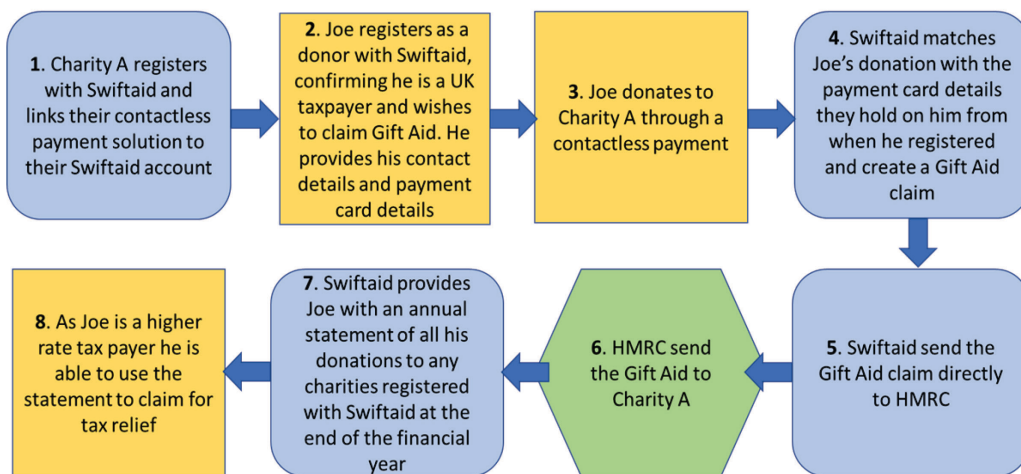 1. Charity A registers
with Swiftaid and
links their contactless
payment solution to
their Swiftaid account
2. Joe registers as a
donor with Swiftaid,
confirming he is a UK
taxpayer and wishes
to claim Gift Aid. He
provides his contact
details and payment
card details
3. Joe donates to
Charity A through a
contactless payment
4. Swiftaid matches
Joe’s donation with the
payment card details
they hold on him from
when he registered
and create a Gift Aid
claim
5. Swiftaid send the
Gift Aid claim directly
to HMRC
6. HMRC send
the Gift Aid to
Charity A
7. Swiftaid provides
Joe with an annual
statement of all his
donations to any
charities registered
with Swiftaid at the
end of the financial
year
8. As Joe is a higher
rate tax payer he is
able to use the
statement to claim for
tax relief